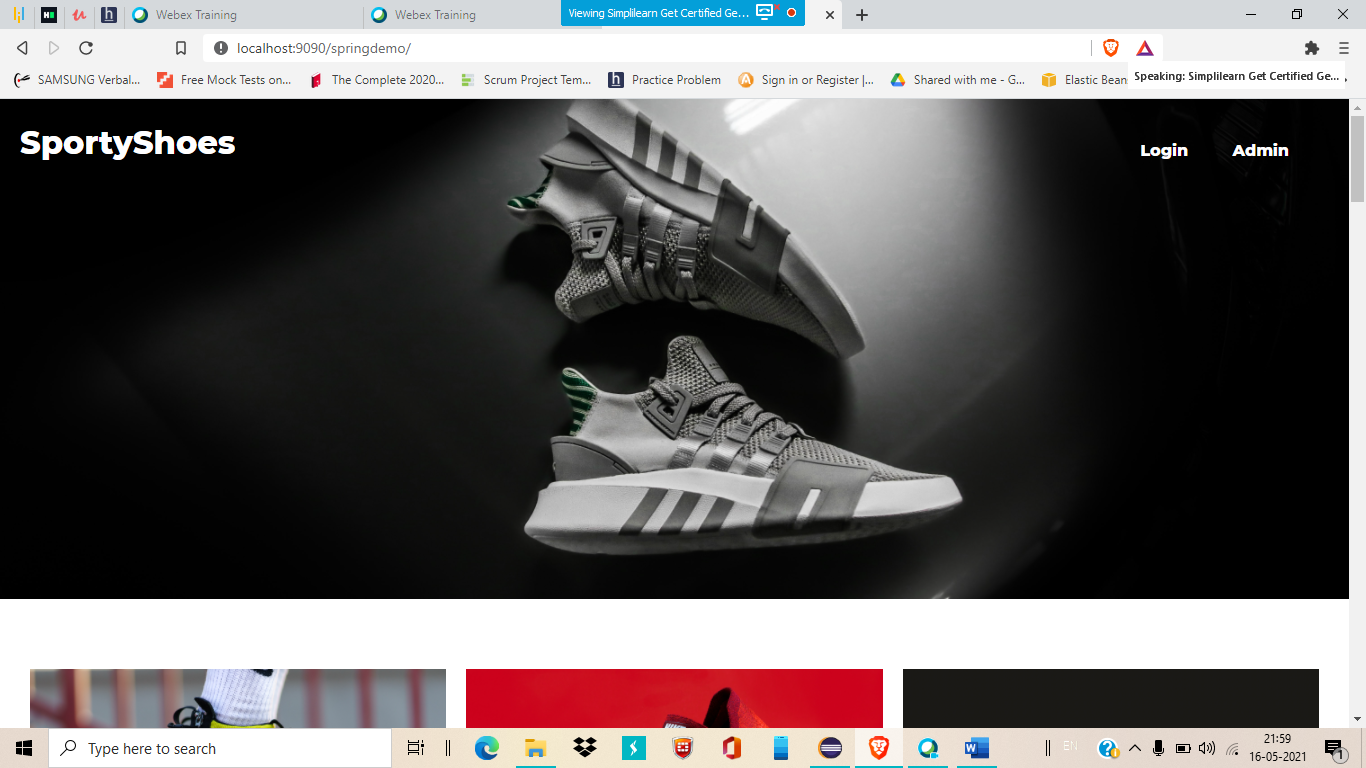 Webex Training
Webex Training
Viewing Simplilearn Get Certified Ge...
localhost:9090/springdemo/
SAMSUNG Verbal...
Free Mock Tests on...
The Complete 2020...
Scrum Project Tem...
Practice Problem
Sign in or Register |...
Shared with me - G...
Elastic Bean
Speaking: Simplilearn Get Certified Ge...
SportyShoes
Login
Admin
Type here to search
EN
21:59
16-05-2021
1